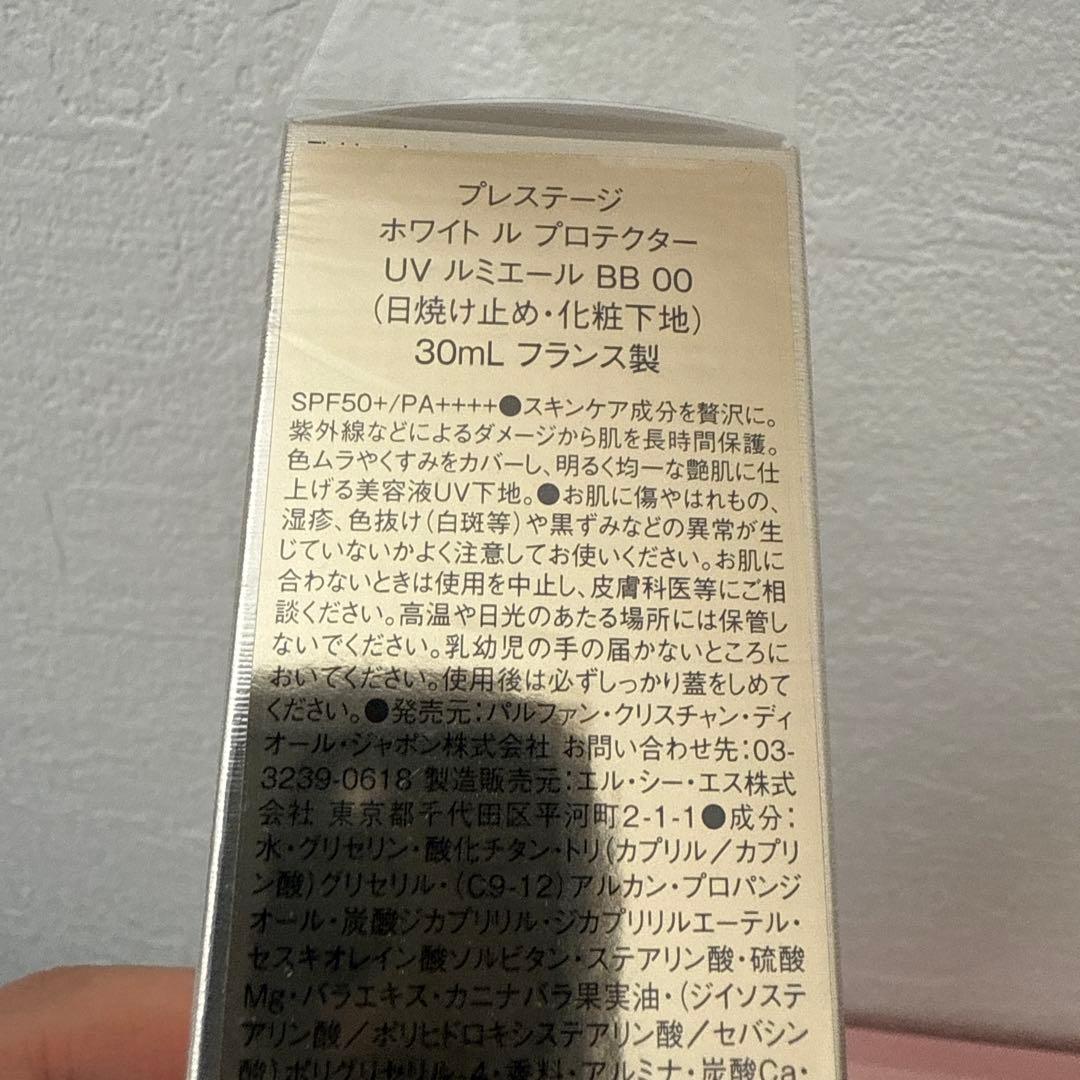 プレステージ
ホワイト ル プロテクター
UV ルミエール BB 00
(日焼け止め・化粧下地)
30mL フランス製
SPF50+/PA++++●スキンケア成分を贅沢に。
紫外線などによるダメージから肌を長時間保護。
色ムラやくすみをカバーし、明るく均一な艶肌に仕
上げる美容液UV下地。●お肌に傷やはれもの、
湿疹、色抜け(白斑等)や黒ずみなどの異常が生
じていないかよく注意してお使いください。お肌に
合わないときは使用を中止し、皮膚科医等にご相
談ください。高温や日光のあたる場所には保管し
ないでください。乳幼児の手の届かないところに
おいてください。使用後は必ずしっかり蓋をしめて
ください。●発売元:パルファン・クリスチャン・ディ
オール・ジャポン株式会社 お問い合わせ先:03-
3239-0618 製造販売元:エル・シー・エス株式
会社 東京都千代田区平河町2-1-1●成分:
水・グリセリン・酸化チタン・トリ(カプリル/カプリ
ン酸)グリセリル・(C9-12)アルカン・プロパンジ
オール・炭酸ジカプリリル・ジカプリリルエーテル・
セスキオレイン酸ソルビタン・ステアリン酸・硫酸
Mg・バラエキス・カニナバラ果実油・(ジイソステ
アリン酸/ポリヒドロキシステアリン酸/セバシン
酸)ポリグリセリル-4・香料・アルミナ・炭酸Ca・